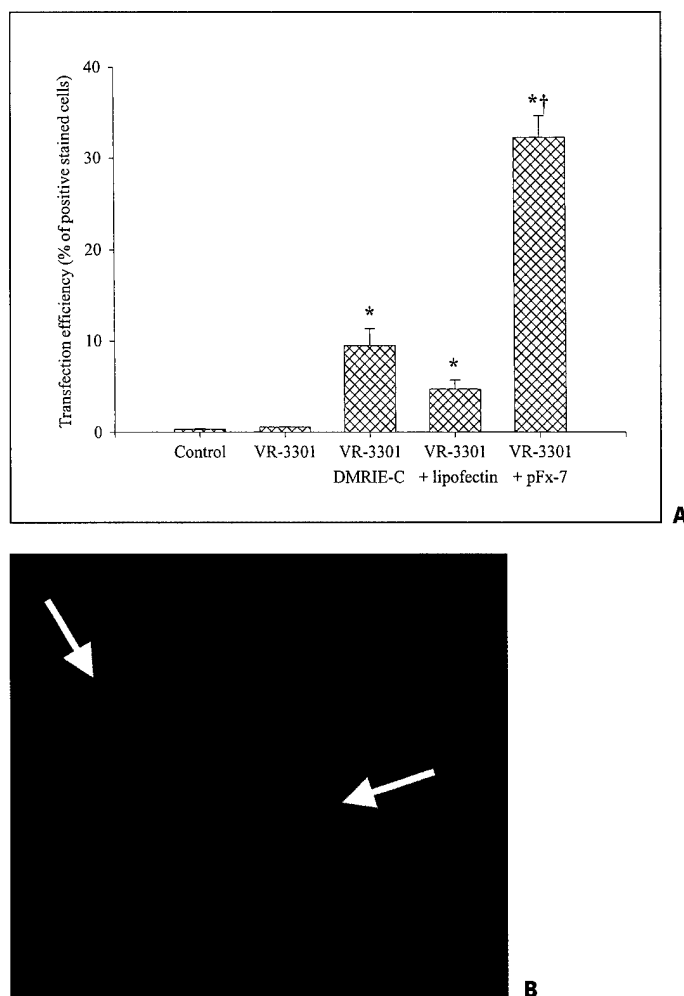 Transfection efficiency (% of positive stained cells)
40
30
20
10
0
*
*
*†
Control
VR-3301
VR-3301
DMRIE-C
VR-3301
+ lipofectin
VR-3301
+ pFx-7
A
B